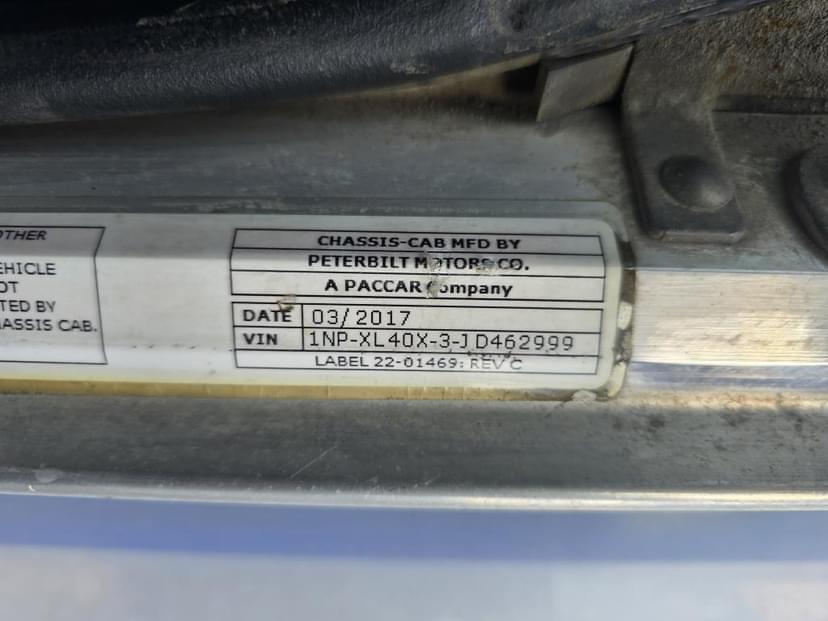 OTHER
EHICLE
OT
TED BY
ASSIS CAB.
CHASSIS-CAB MFD BY
PETERBILT MOTORS CO.
A PACCAR Company
DATE 03/2017
VIN 1NP-XL40X-3-JD462999
LABEL 22-01469: REV C